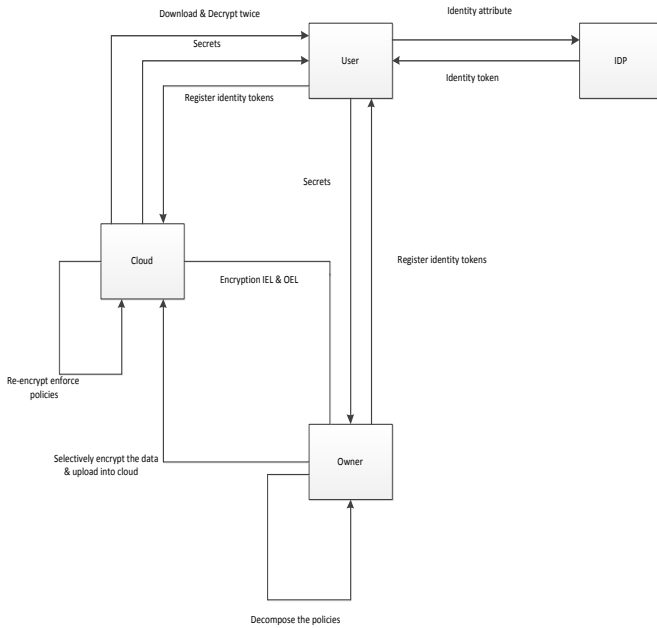 Download & Decrypt twice
Identity attribute
Secrets
User
IDP
Identity token
Register identity tokens
Secrets
Cloud
Register identity tokens
Encryption IEL & OEL
Re-encrypt enforce
policies
Selectively encrypt the data
& upload into cloud
Owner
Decompose the policies